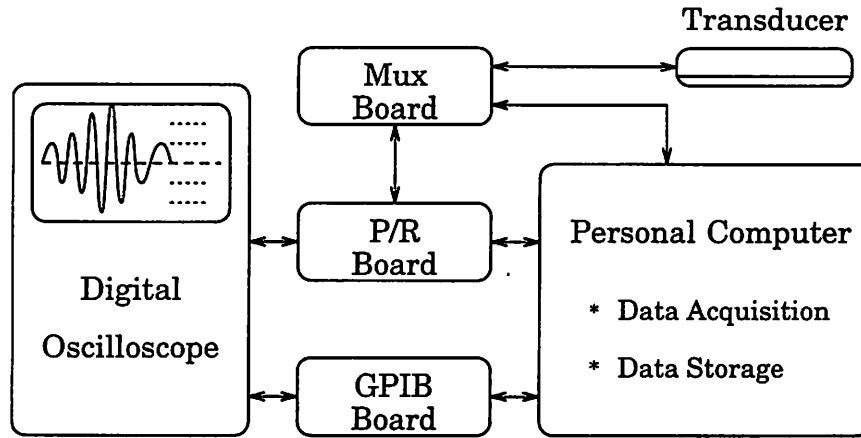 Transducer
Mux
Board
P/R
Board
Personal Computer
Digital
Oscilloscope
* Data Acquisition
* Data Storage
GPIB
Board